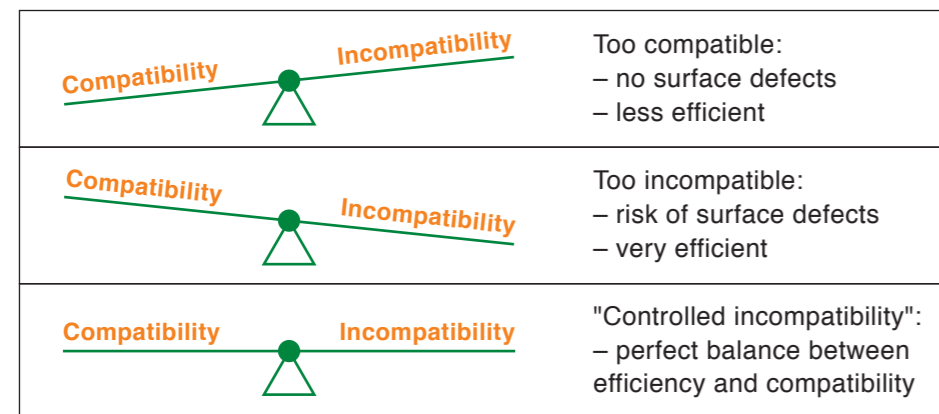 Compatibility
Incompatibility
Too compatible:
– no surface defects
– less efficient
Compatibility
Incompatibility
Too incompatible:
– risk of surface defects
– very efficient
Compatibility
Incompatibility
"Controlled incompatibility":
– perfect balance between
efficiency and compatibility